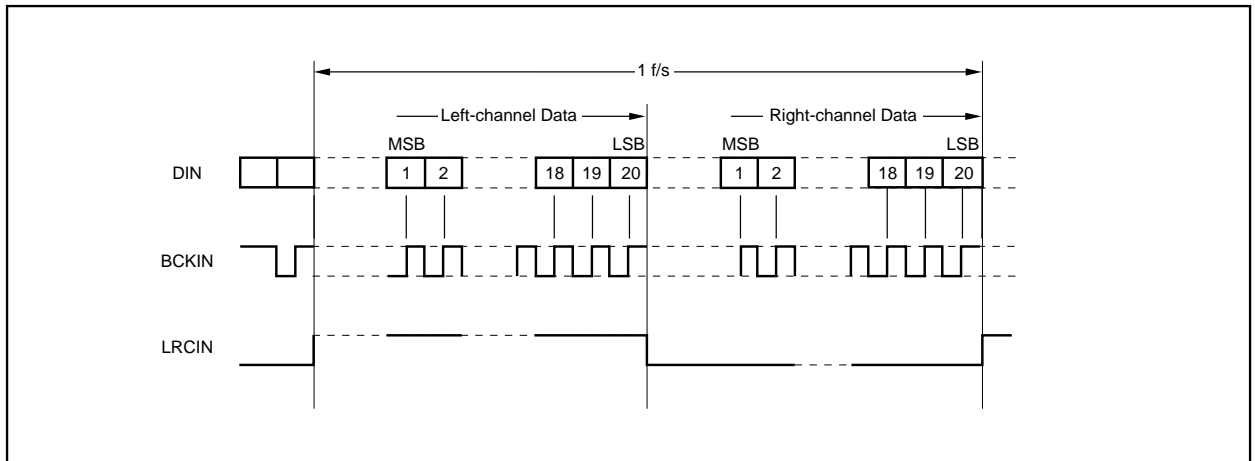 1 f/s
Left-channel Data
Right-channel Data
MSB
LSB
MSB
LSB
DIN
1 2
18 19 20
1 2
18 19 20
BCKIN
LRCIN